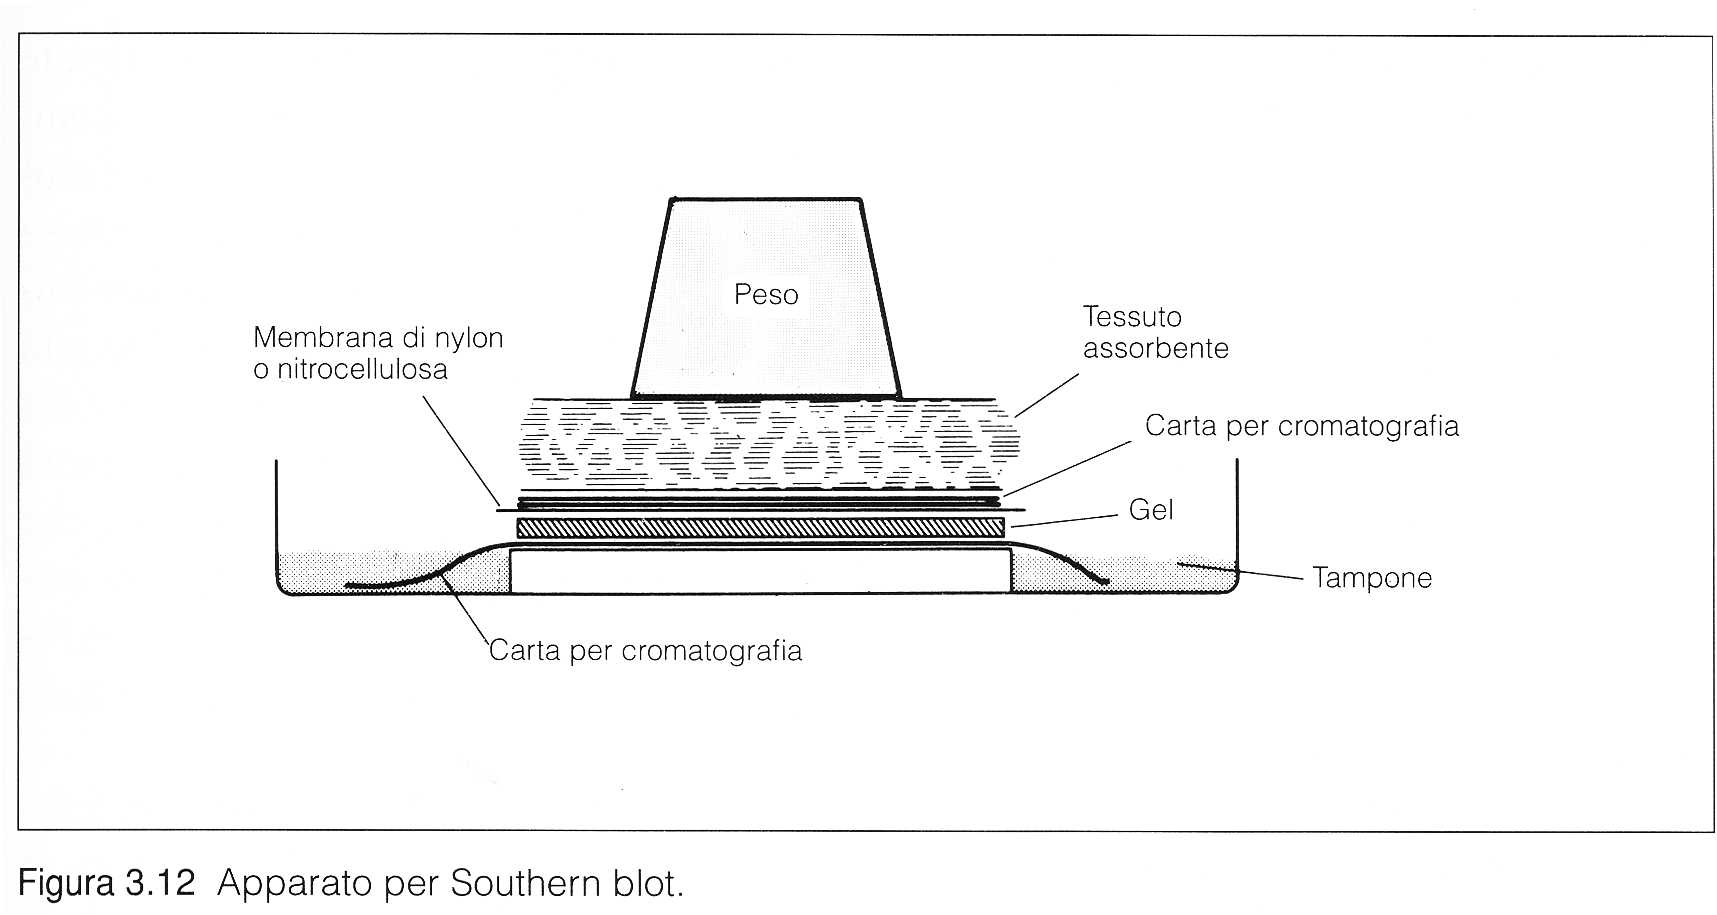 Peso
Membrana di nylon
o nitrocellulosa
Tessuto
assorbente
Carta per cromatografia
Gel
Tampone
Carta per cromatografia
Figura 3.12 Apparato per Southern blot.